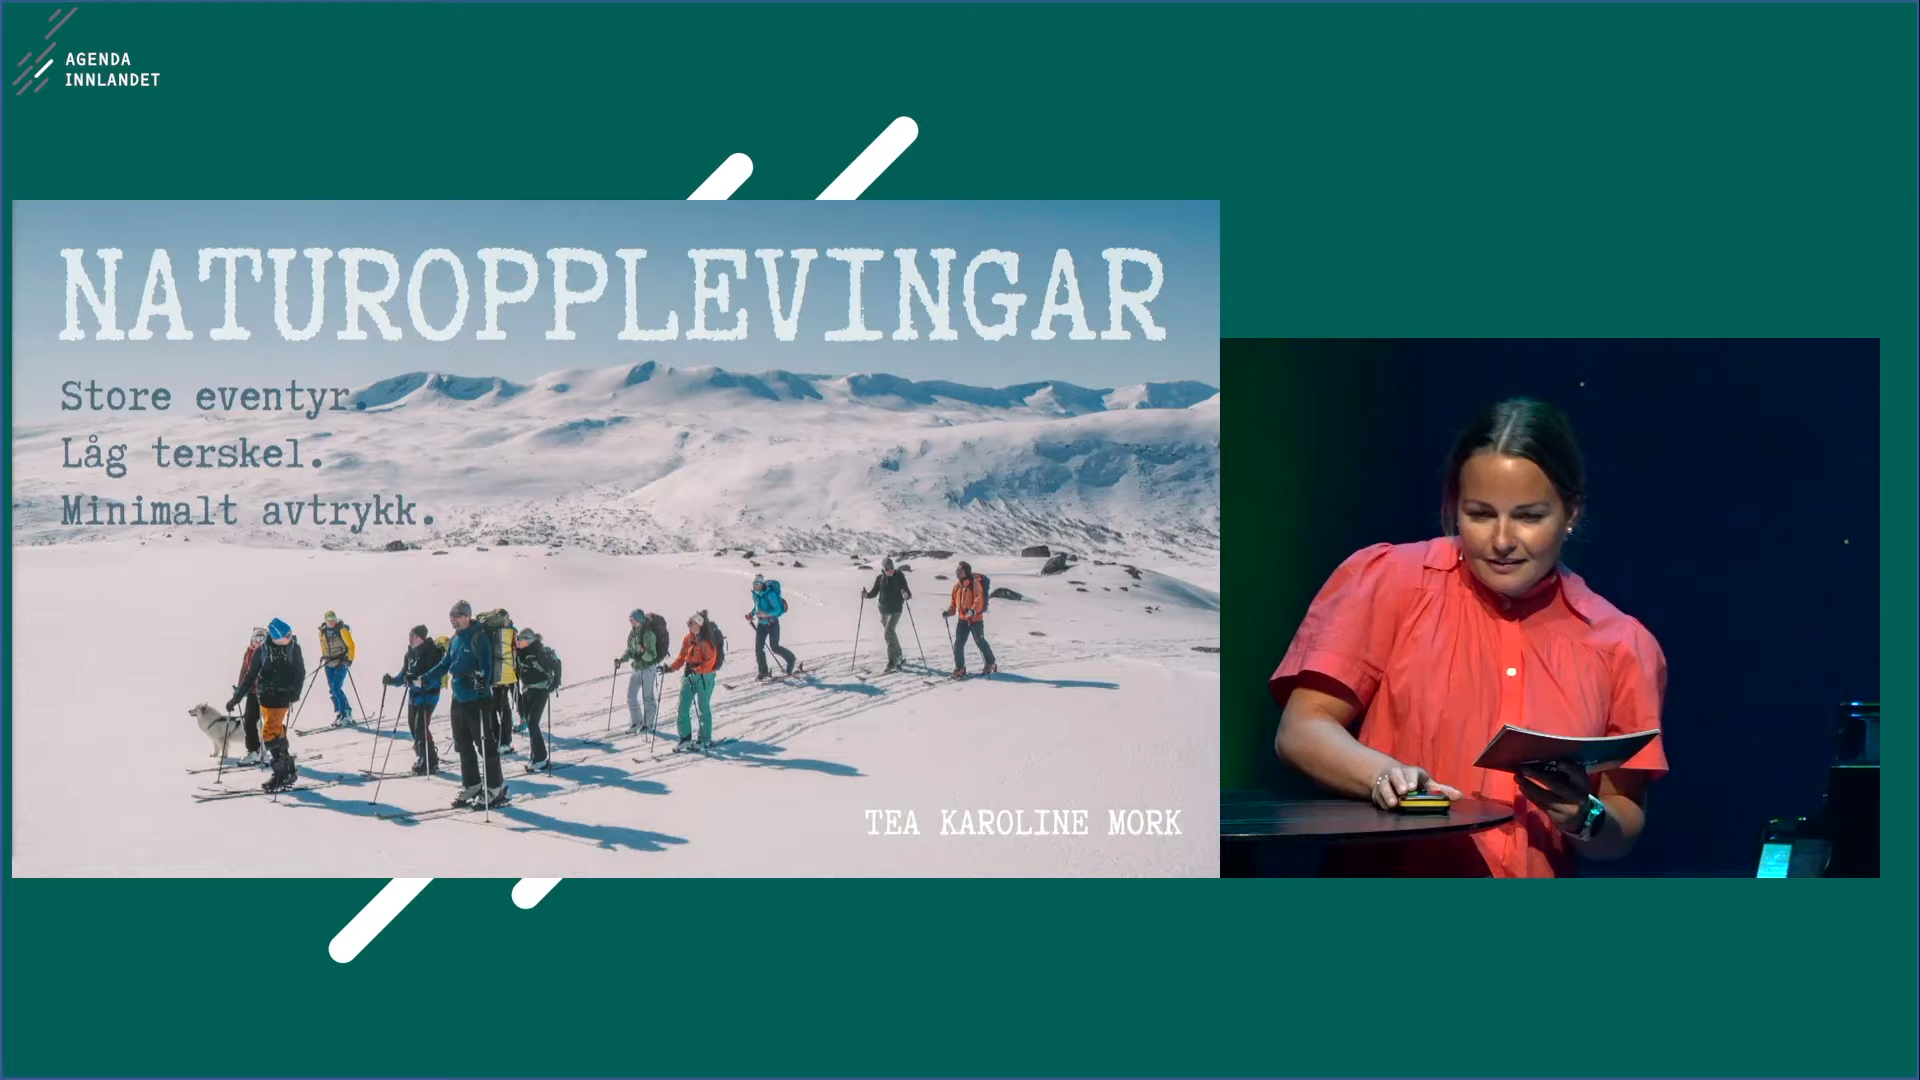 AGENDA
INNLANDET
NATUROPPLEVINGAR
Store eventyr.
Låg terskel.
Minimalt avtrykk.
TEA KAROLINE MORK